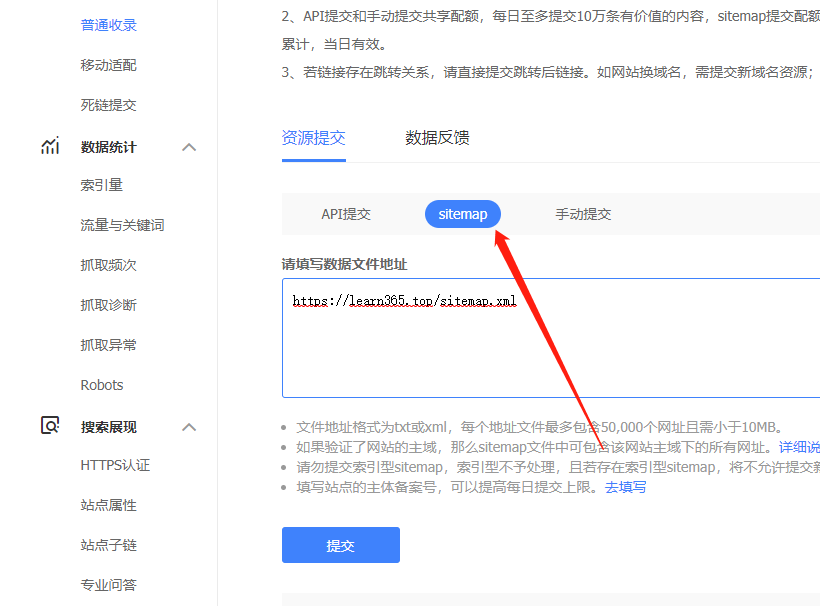 普通收录
移动适配
死链提交
数据统计
索引量
流量与关键词
抓取频次
抓取诊断
抓取异常
Robots
搜索展现
HTTPS认证
站点属性
站点子链
专业问答
2、API提交和手动提交共享配额，每日至多提交10万条有价值的内容，sitemap提交配额
累计，当日有效。
3、若链接存在跳转关系，请直接提交跳转后链接。如网站换域名，需提交新域名资源；
资源提交 数据反馈
API提交 sitemap 手动提交
请填写数据文件地址
https://learn365.top/sitemap.xml
文件地址格式为txt或xml，每个地址文件最多包含50,000个网址且需小于10MB。
如果验证了网站的主域，那么sitemap文件中可包含该网站主域下的所有网址。详细说
请勿提交索引型sitemap，索引型不予处理，且若存在索引型sitemap，将不允许提交新
填写站点的主体备案号，可以提高每日提交上限。去填写
提交